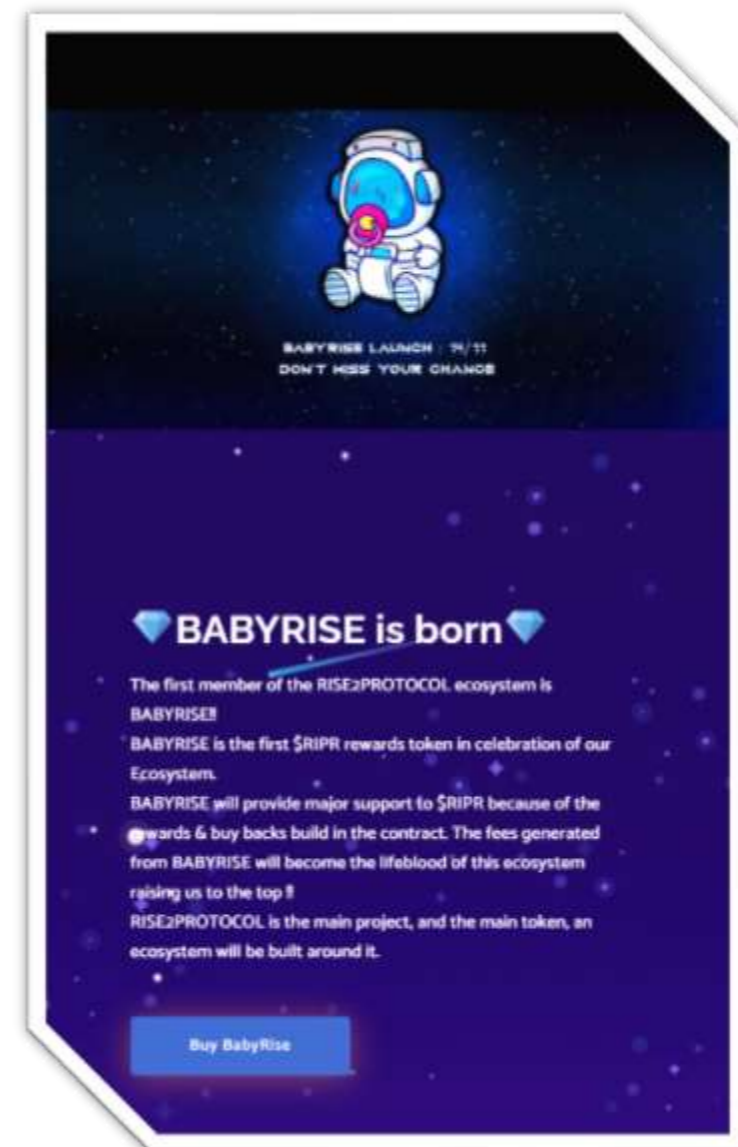 BABYRISE LAUNCH : 14/11
DON'T MISS YOUR CHANCE
💎BABYRISE is born💎
The first member of the RISE2PROTOCOL ecosystem is
BABYRISE!!
BABYRISE is the first $RIPR rewards token in celebration of our
Ecosystem.
BABYRISE will provide major support to $RIPR because of the
rewards & buy backs build in the contract. The fees generated
from BABYRISE will become the lifeblood of this ecosystem
raising us to the top !!
RISE2PROTOCOL is the main project, and the main token, an
ecosystem will be built around it.
Buy BabyRise